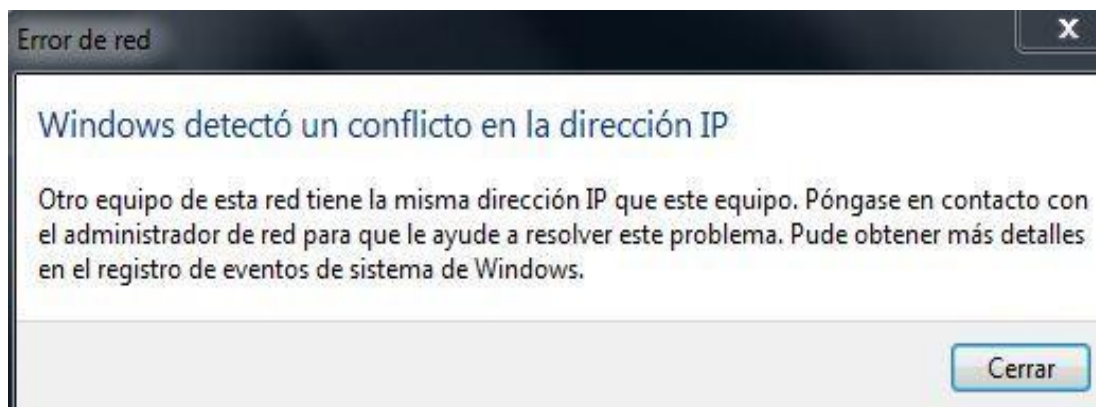 Error de red
X
Windows detectó un conflicto en la dirección IP
Otro equipo de esta red tiene la misma dirección IP que este equipo. Póngase en contacto con
el administrador de red para que le ayude a resolver este problema. Pude obtener más detalles
en el registro de eventos de sistema de Windows.
Cerrar